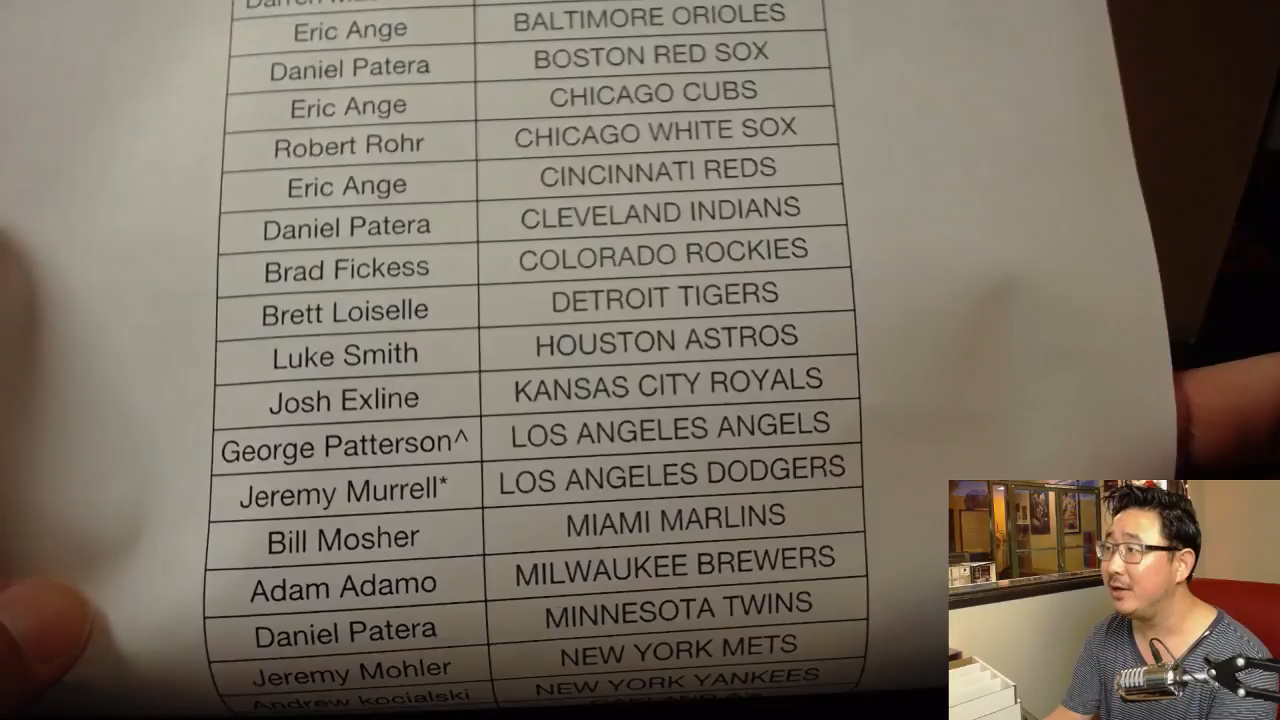 Darren
Eric Ange BALTIMORE ORIOLES
Daniel Patera BOSTON RED SOX
Eric Ange CHICAGO CUBS
Robert Rohr CHICAGO WHITE SOX
Eric Ange CINCINNATI REDS
Daniel Patera CLEVELAND INDIANS
Brad Fickess COLORADO ROCKIES
Brett Loiselle DETROIT TIGERS
Luke Smith HOUSTON ASTROS
Josh Exline KANSAS CITY ROYALS
George Patterson^ LOS ANGELES ANGELS
Jeremy Murrell* LOS ANGELES DODGERS
Bill Mosher MIAMI MARLINS
Adam Adamo MILWAUKEE BREWERS
Daniel Patera MINNESOTA TWINS
Jeremy Mohler NEW YORK METS
Andrew kocialski NEW YORK YANKEES